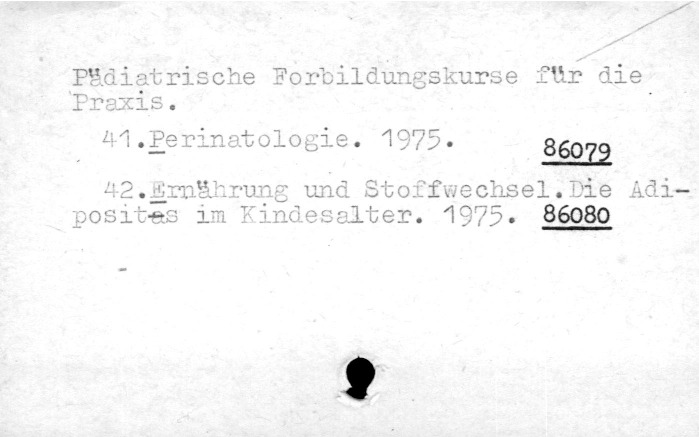 Pädiatrische Forbildungskurse für die
Praxis.
41.Perinatologie. 1975. 86079
42.Ernährung und Stoffwechsel.Die Adi-
positas im Kindesalter. 1975. 86080